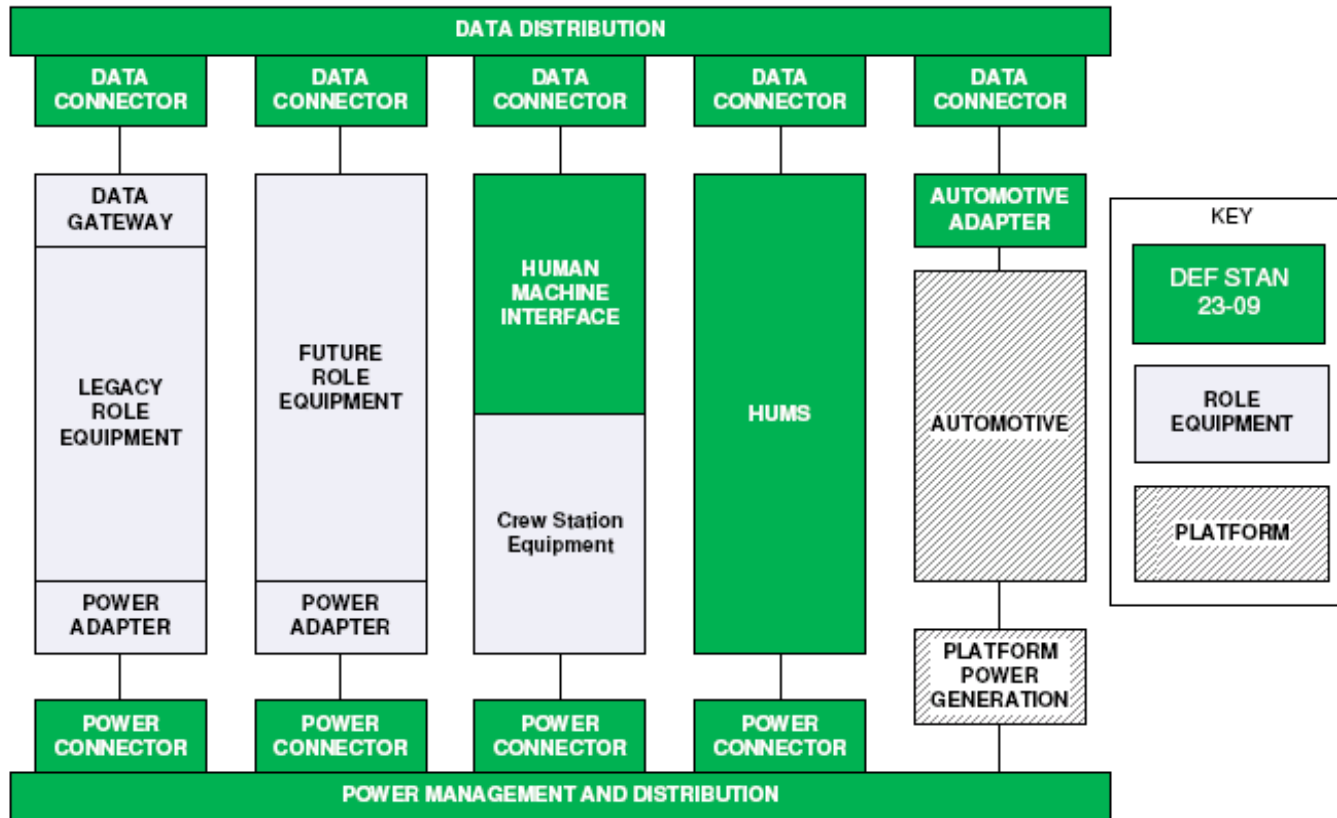 DATA DISTRIBUTION
DATA
CONNECTOR
DATA
CONNECTOR
DATA
CONNECTOR
DATA
CONNECTOR
DATA
CONNECTOR
DATA
GATEWAY
LEGACY
ROLE
EQUIPMENT
POWER
ADAPTER
FUTURE
ROLE
EQUIPMENT
POWER
ADAPTER
HUMAN
MACHINE
INTERFACE
Crew Station
Equipment
HUMS
AUTOMOTIVE
ADAPTER
AUTOMOTIVE
PLATFORM
POWER
GENERATION
POWER
CONNECTOR
POWER
CONNECTOR
POWER
CONNECTOR
POWER
CONNECTOR
POWER MANAGEMENT AND DISTRIBUTION
KEY
DEF STAN
23-09
ROLE
EQUIPMENT
PLATFORM